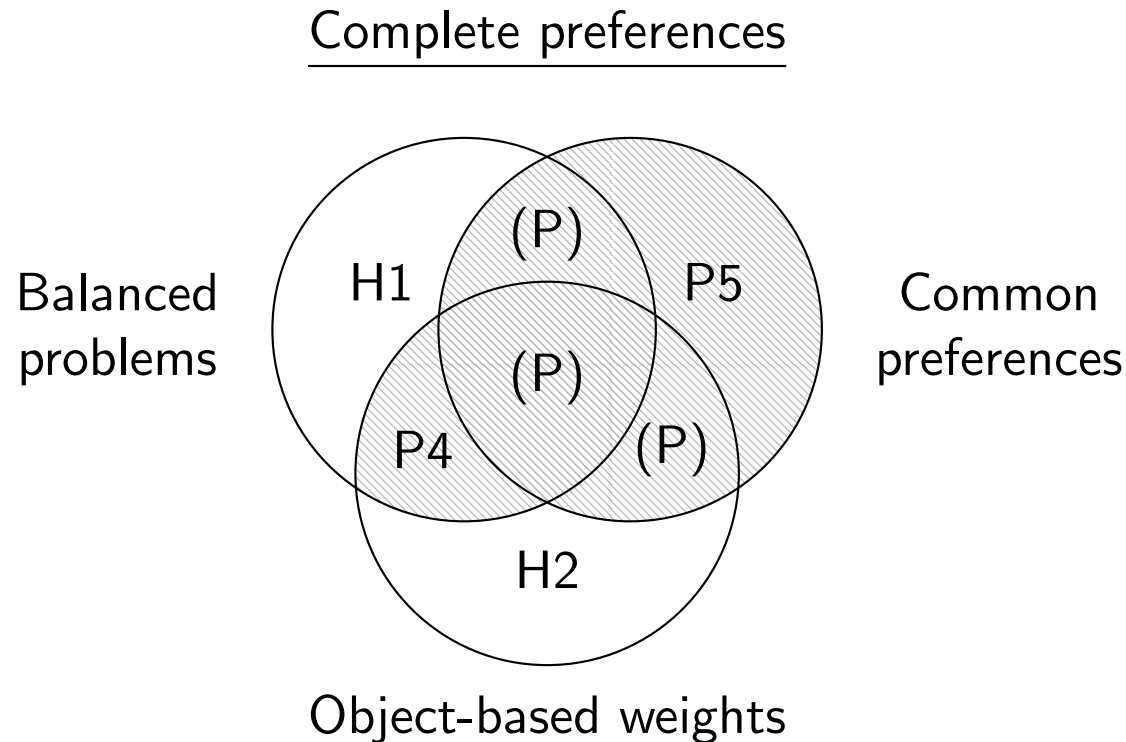 Complete preferences
(P)
H1
P5
Balanced
problems
Common
preferences
(P)
P4
(P)
H2
Object-based weights